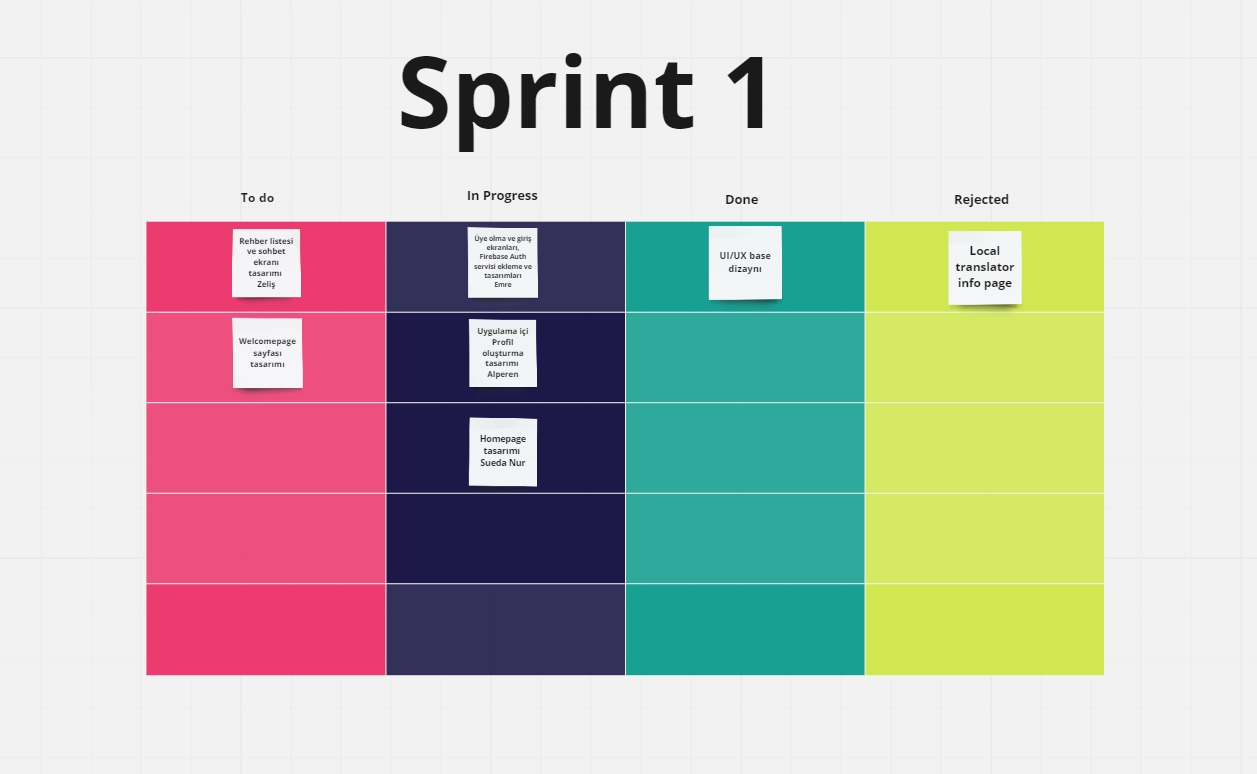 Sprint 1
To do
In Progress
Done
Rejected
Rehber listesi
ve sohbet
ekranı
tasarımı
Zeliş
Üye olma ve giriş
ekranları,
Firebase Auth
servisi ekleme ve
tasarımları
Emre
UI/UX base
dizaynı
Local
translator
info page
Welcomepage
sayfası
tasarımı
Uygulama içi
Profil
oluşturma
tasarımı
Alperen
Homepage
tasarımı
Sueda Nur